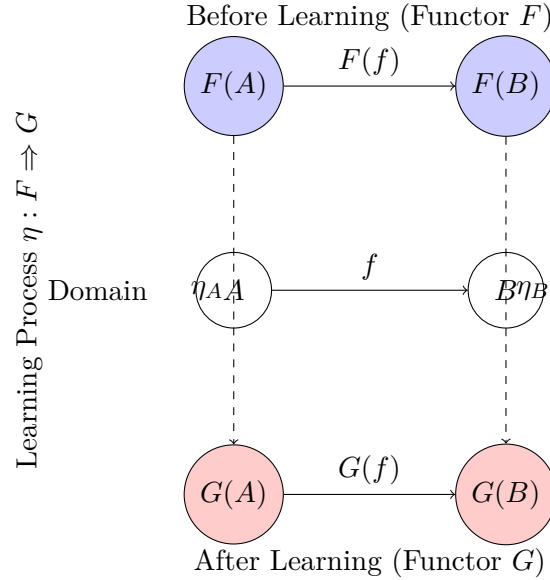 Before Learning (Functor F)
F(f)
F(A)
F(B)
Learning Process η : F ⇒ G
f
Domain
η_A
A
B
η_B
G(f)
G(A)
G(B)
After Learning (Functor G)